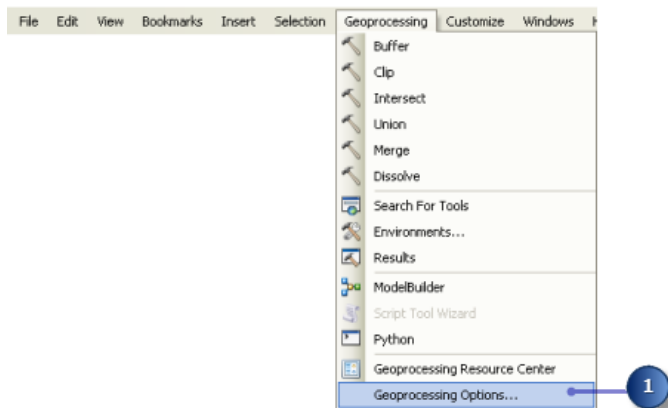 File Edit View Bookmarks Insert Selection Geoprocessing Customize Windows
Buffer
Clip
Intersect
Union
Merge
Dissolve
Search For Tools
Environments...
Results
ModelBuilder
Script Tool Wizard
Python
Geoprocessing Resource Center
Geoprocessing Options...
1